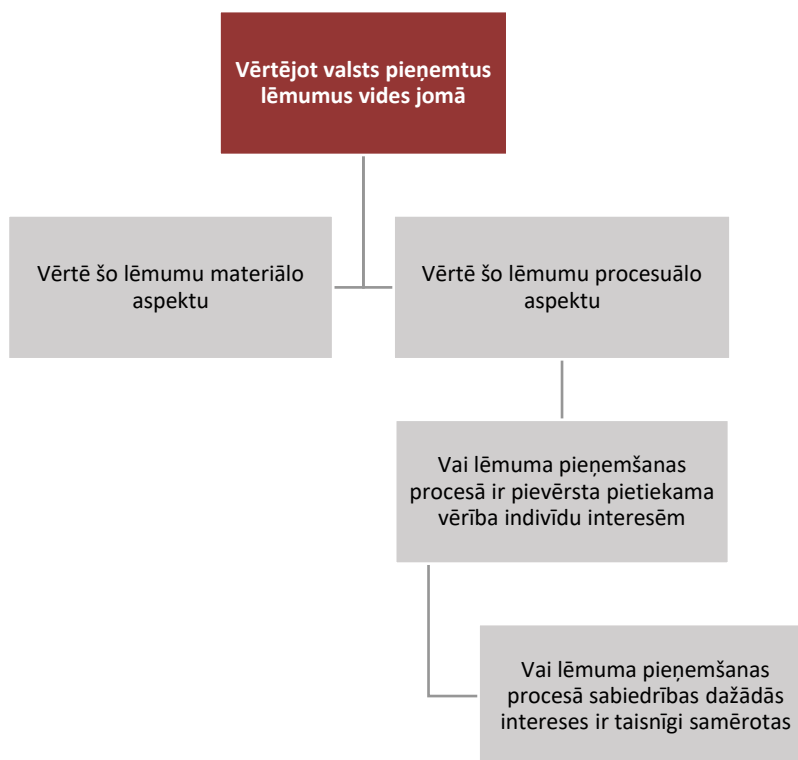 Vērtējot valsts pieņemtus
lēmumus vides jomā
Vērtē šo lēmumu materiālo
aspektu
Vērtē šo lēmumu procesuālo
aspektu
Vai lēmuma pieņemšanas
procesā ir pievērsta pietiekama
vērība indivīdu interesēm
Vai lēmuma pieņemšanas
procesā sabiedrības dažādās
intereses ir taisnīgi samērotas